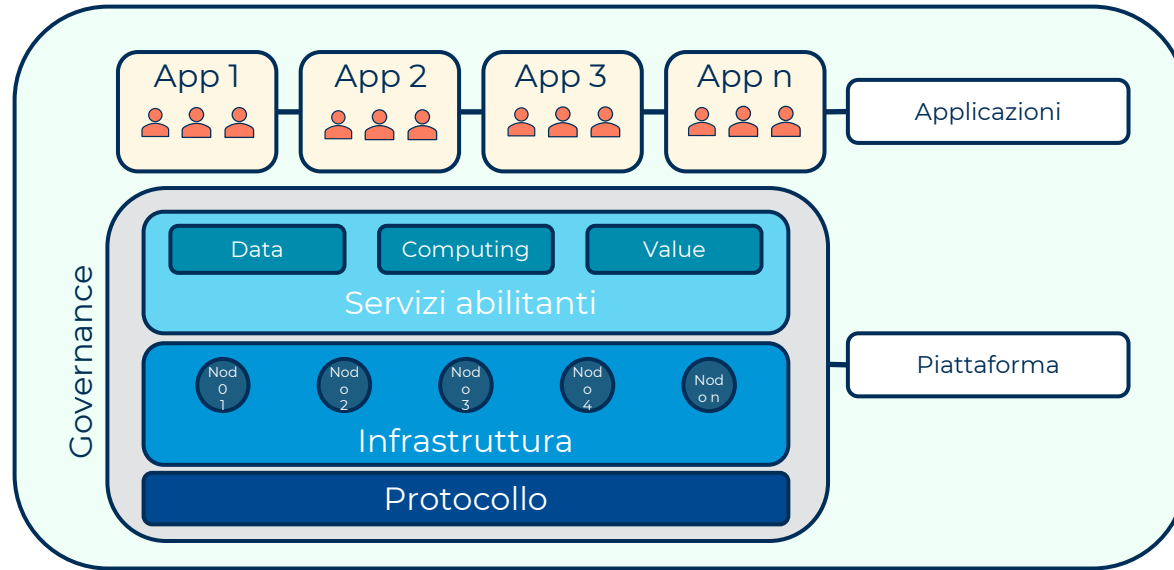 App 1
App 2
App 3
App n
Applicazioni
Governance
Data
Computing
Value
Servizi abilitanti
Piattaforma
Nod
0
1
Nod
o
2
Nod
o
3
Nod
o
4
Nod
o n
Infrastruttura
Protocollo